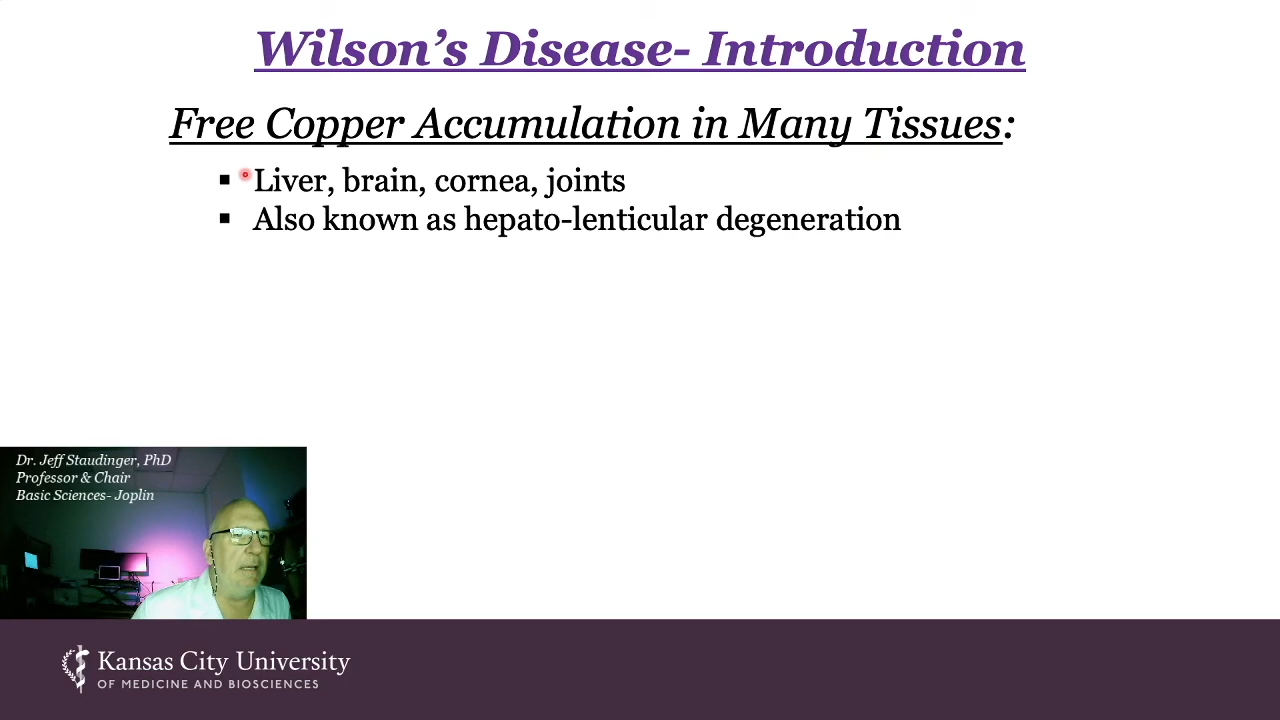 Wilson’s Disease- Introduction
Free Copper Accumulation in Many Tissues:
▪ Liver, brain, cornea, joints
▪ Also known as hepato-lenticular degeneration
Dr. Jeff Staudinger, PhD
Professor & Chair
Basic Sciences- Joplin
Kansas City University
OF MEDICINE AND BIOSCIENCES